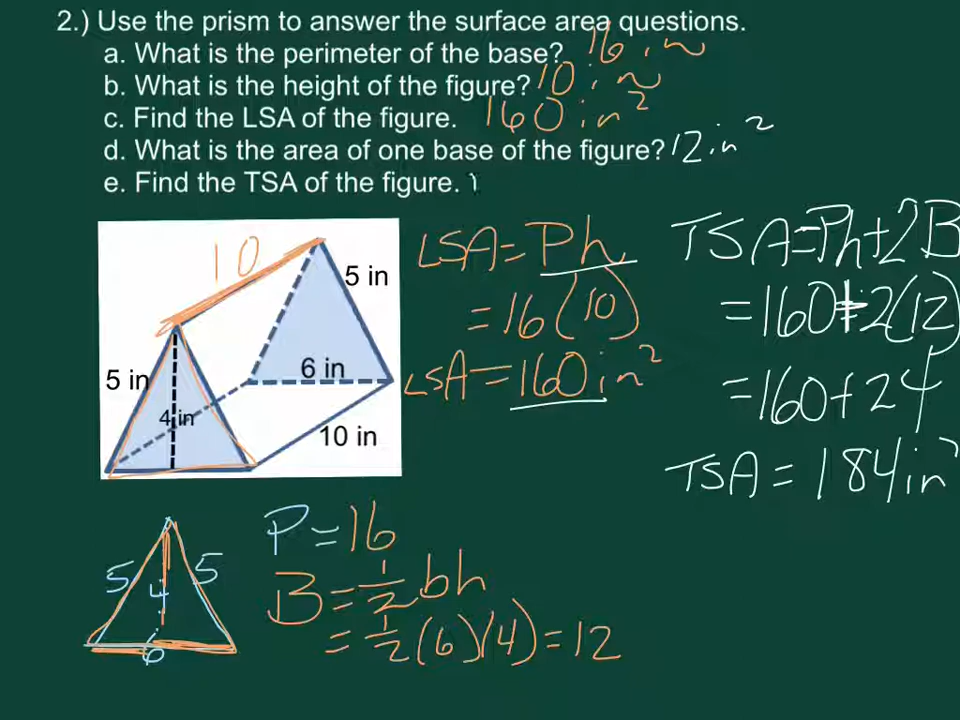 2.) Use the prism to answer the surface area questions.
a. What is the perimeter of the base? 16 in
b. What is the height of the figure? 10 in
c. Find the LSA of the figure. 160 in²
d. What is the area of one base of the figure? 12 in²
e. Find the TSA of the figure. 1
10
5 in
5 in
6 in
4 in
10 in
LSA = Ph
= 16(10)
LSA = 160 in²
TSA = Ph + 2B
= 160 + 2(12)
= 160 + 24
TSA = 184 in²
5 4 5
6
P = 16
B = 1/2 bh
= 1/2 (6)(4) = 12